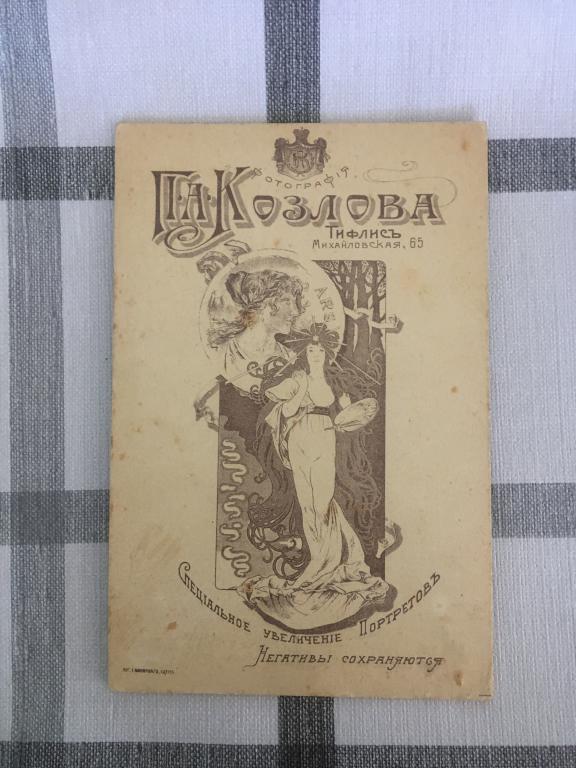 Фотографія.
П.А.Козлова
Тифлисъ
Михайловская, 65
ARS
Спеціальное увеличеніе портретовъ
Негативы сохраняются